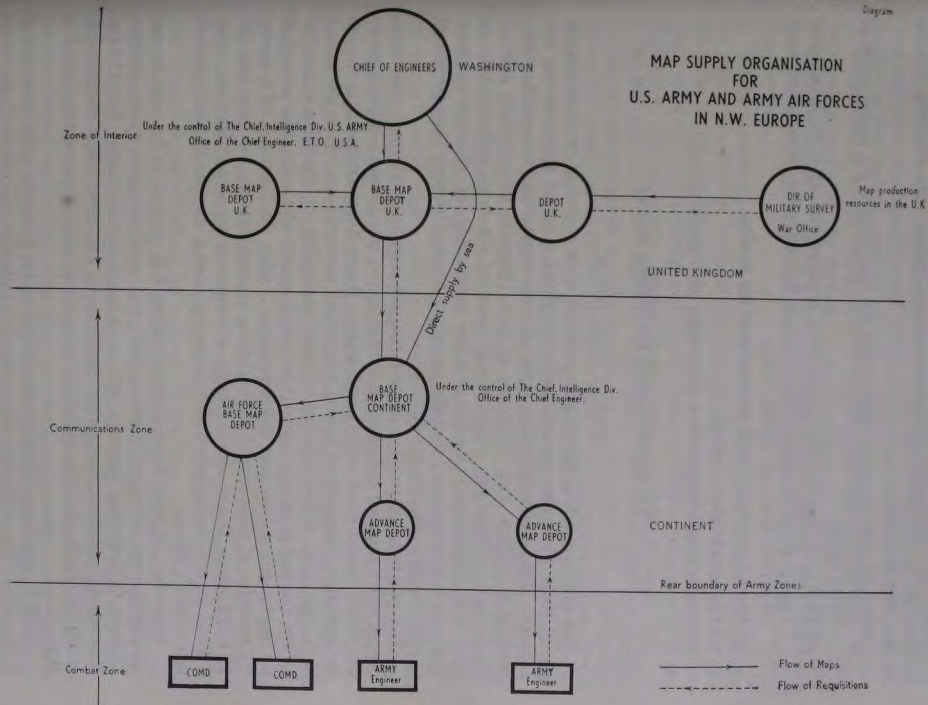 Diagram
MAP SUPPLY ORGANISATION
FOR
U.S. ARMY AND ARMY AIR FORCES
IN N.W. EUROPE
CHIEF OF ENGINEERS
WASHINGTON
Zone of Interior
Under the control of The Chief, Intelligence Div. U.S. ARMY
Office of the Chief Engineer. E.T.O. U.S.A.
BASE MAP
DEPOT
U.K.
BASE MAP
DEPOT
U.K.
DEPOT
U.K.
DIR. OF
MILITARY SURVEY
War Office
Map production
resources in the U.K
Direct supply by sea
UNITED KINGDOM
Communications Zone
AIR FORCE
BASE MAP
DEPOT
BASE
MAP DEPOT
CONTINENT
Under the control of The Chief, Intelligence Div.
Office of the Chief Engineer.
ADVANCE
MAP DEPOT
ADVANCE
MAP DEPOT
CONTINENT
Rear boundary of Army Zones
Combat Zone
COMD
COMD
ARMY
Engineer
ARMY
Engineer
Flow of Maps
Flow of Requisitions